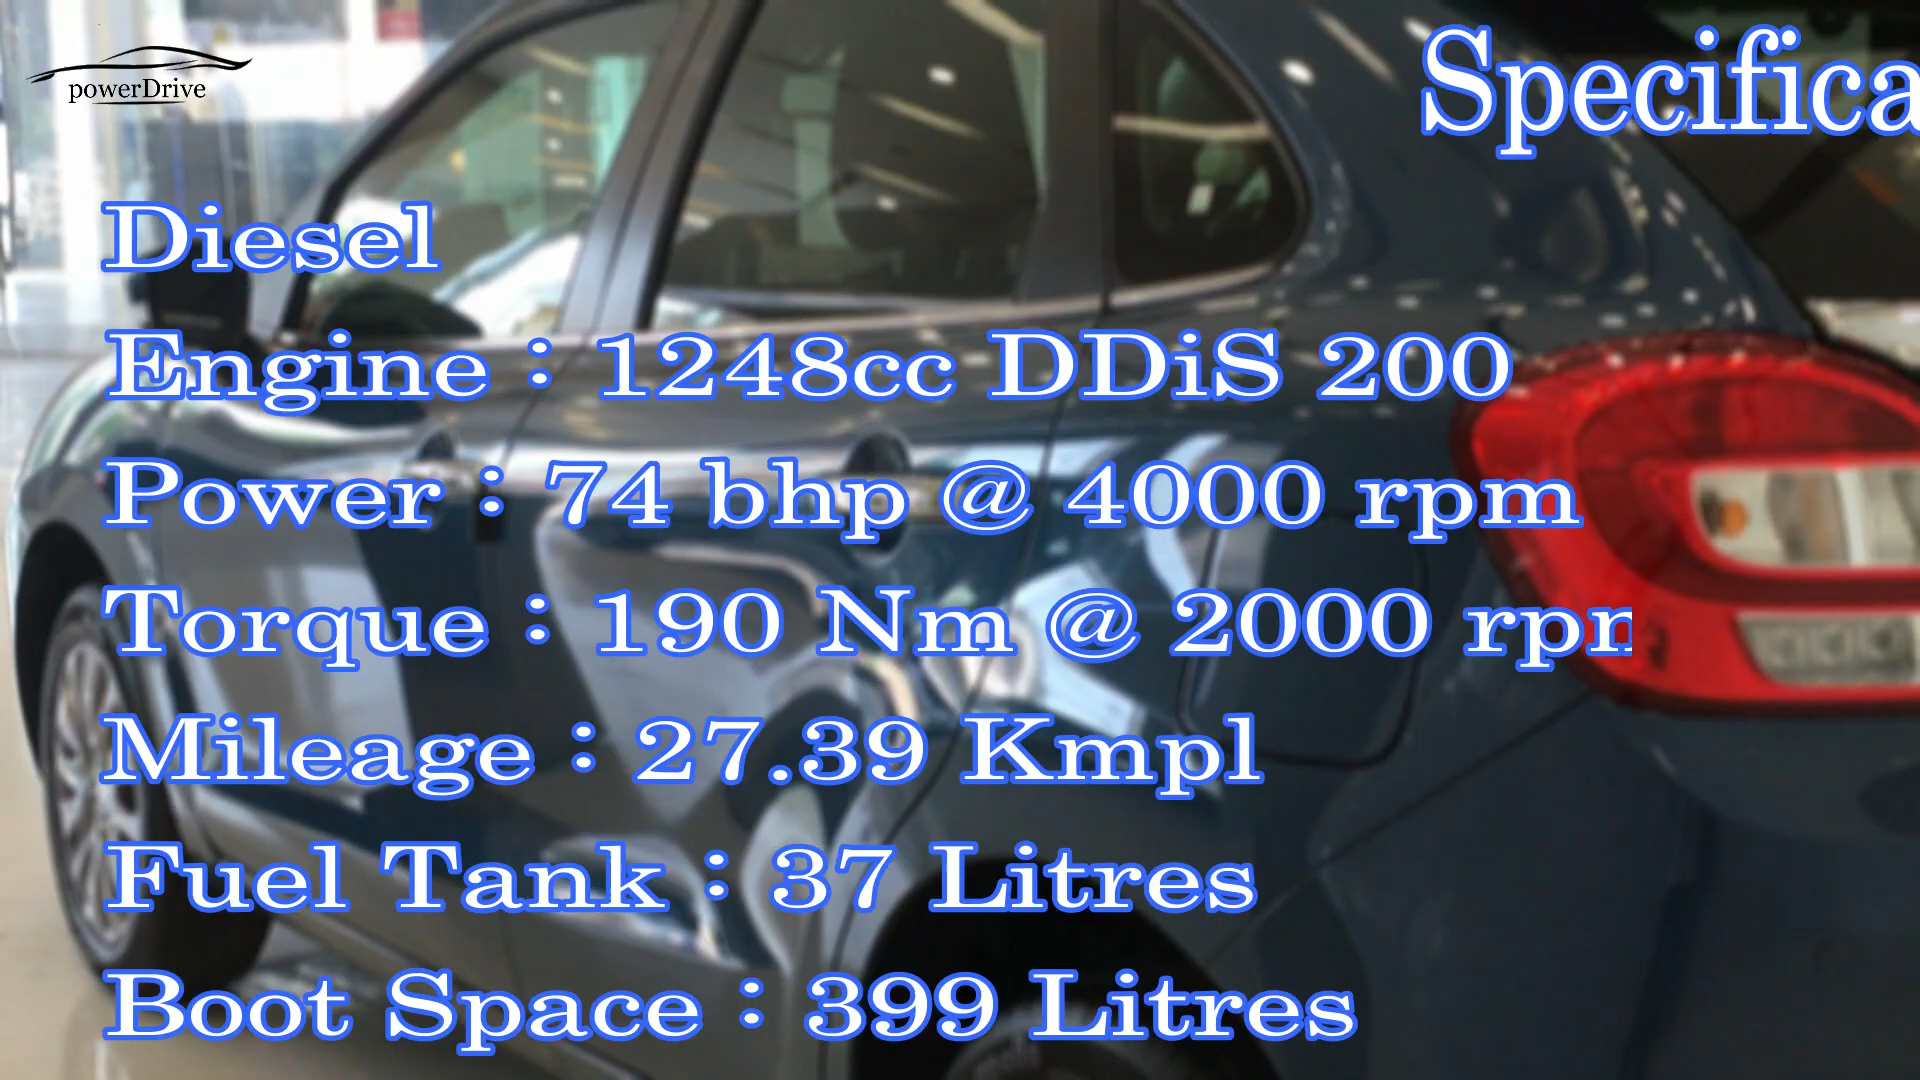 powerDrive
Specifica
Diesel
Engine : 1248cc DDiS 200
Power : 74 bhp @ 4000 rpm
Torque : 190 Nm @ 2000 rpm
Mileage : 27.39 Kmpl
Fuel Tank : 37 Litres
Boot Space : 399 Litres